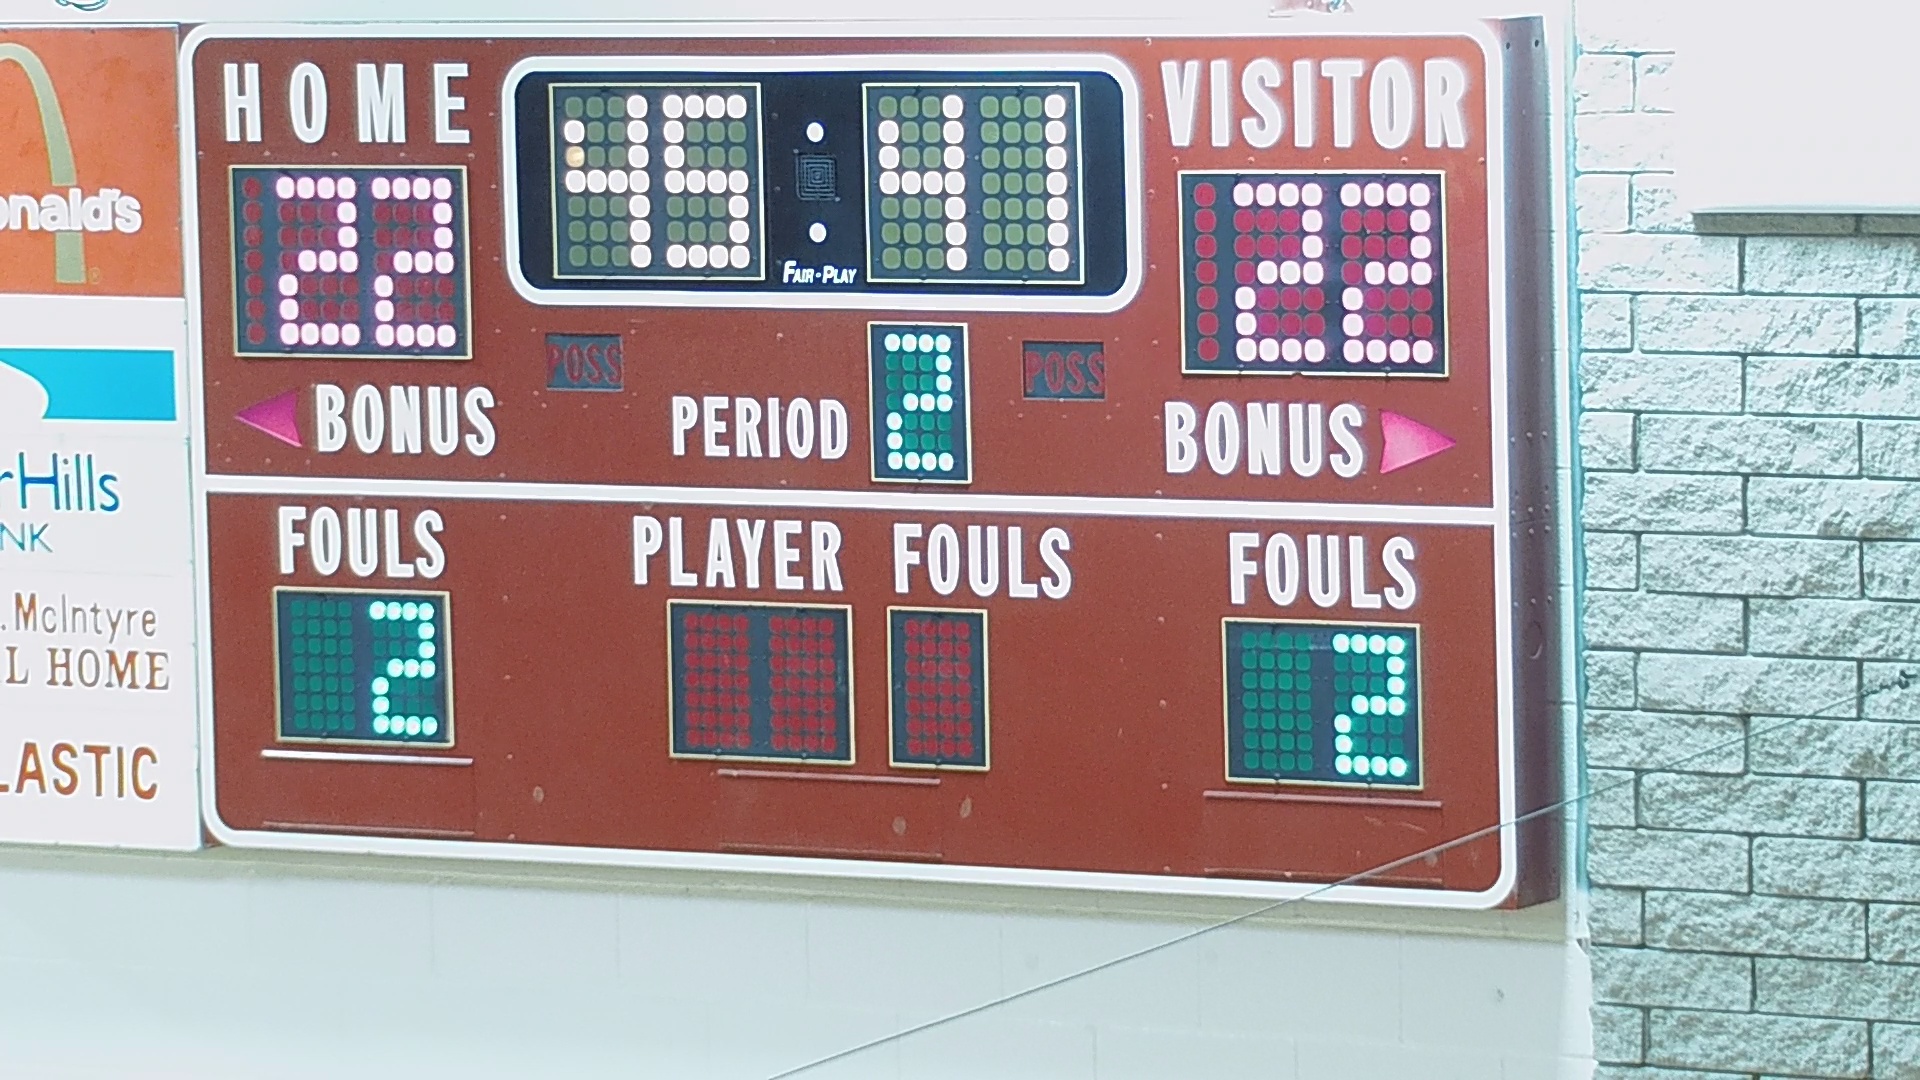 HOME
45:41
VISITOR
22
22
FAIR-PLAY
POSS
POSS
BONUS
PERIOD 2
BONUS
FOULS
PLAYER FOULS
FOULS
2
2
onald's
rHills
NK
. McIntyre
L HOME
LASTIC